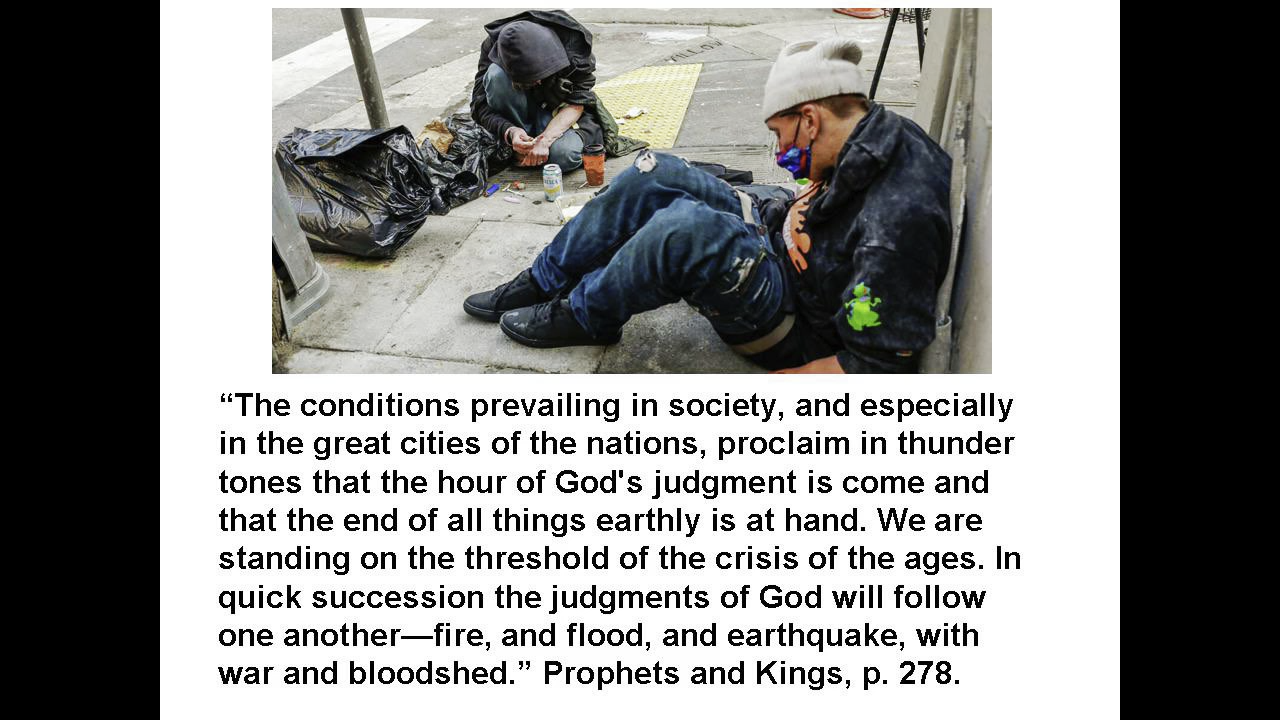 “The conditions prevailing in society, and especially
in the great cities of the nations, proclaim in thunder
tones that the hour of God's judgment is come and
that the end of all things earthly is at hand. We are
standing on the threshold of the crisis of the ages. In
quick succession the judgments of God will follow
one another—fire, and flood, and earthquake, with
war and bloodshed.” Prophets and Kings, p. 278.